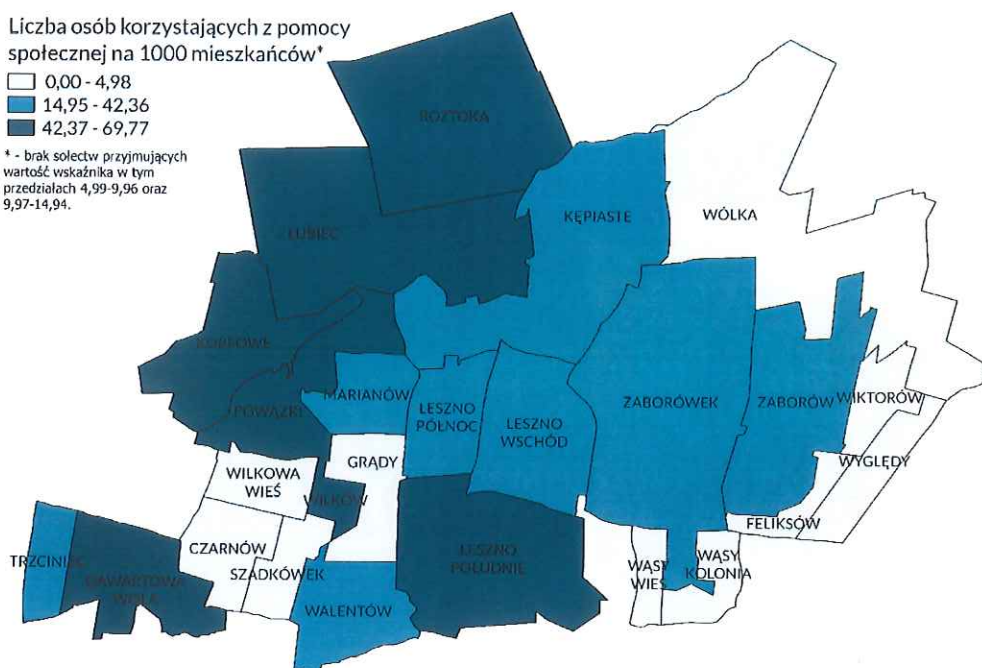 Liczba osób korzystających z pomocy
społecznej na 1000 mieszkańców*
0,00 - 4,98
14,95 - 42,36
42,37 - 69,77
* - brak sołectw przyjmujących
wartość wskaźnika w tym
przedziałach 4,99-9,96 oraz
9,97-14,94.
ROZTOKA
KĘPIASTE
WÓLKA
ŁUBIEC
KORFOWE
MARIANÓW
POWĄZKI
LESZNO
PÓŁNOC
LESZNO
WSCHÓD
ZABORÓWEK
ZABORÓW
WIKTORÓW
GRĄDY
WYGLĘDY
WILKOWA
WIEŚ
WILKÓW
FELIKSÓW
CZARNÓW
SZADKÓWEK
TRZCINIEC
ZAWARTOWA
WOLA
LESZNO
POŁUDNIE
WĄSY
WIEŚ
WĄSY
KOLONIA
WALENTÓW